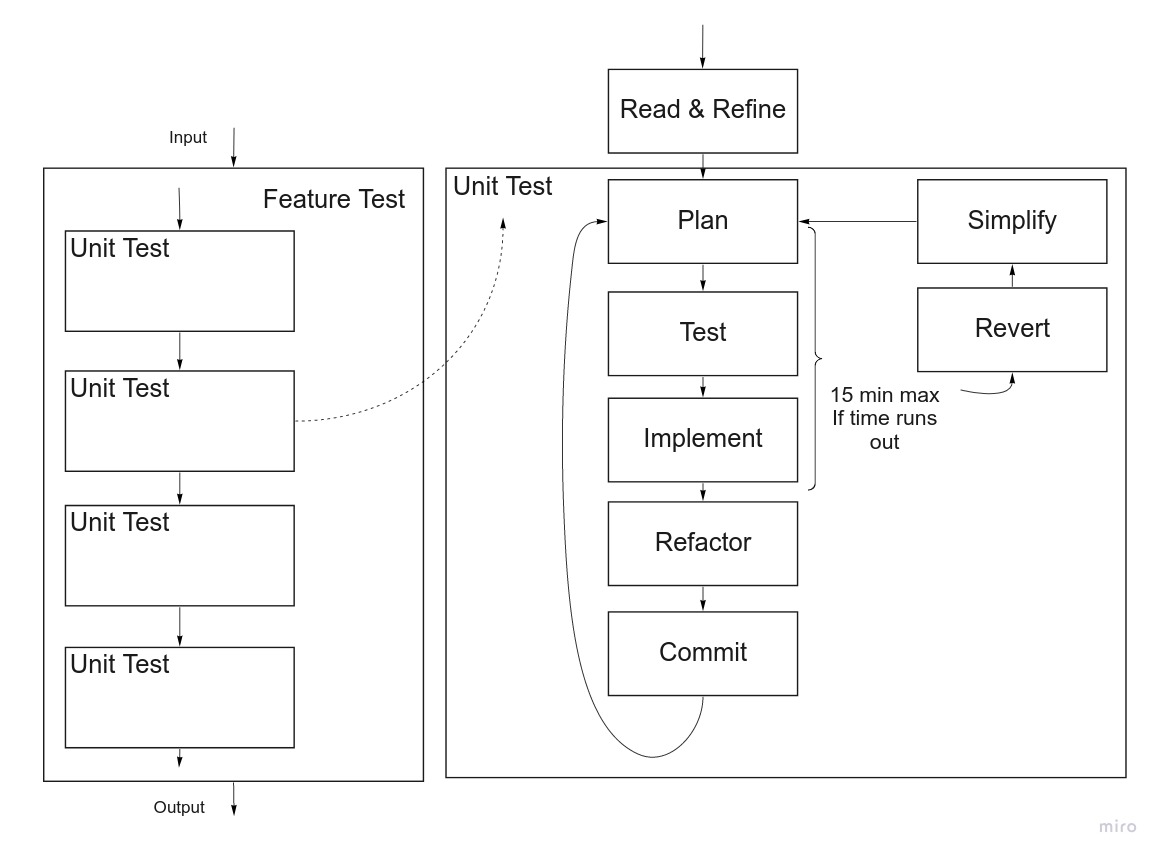 Input
Feature Test
Unit Test
Unit Test
Unit Test
Unit Test
Output
Read & Refine
Unit Test
Plan
Test
Implement
Refactor
Commit
Simplify
Revert
15 min max
If time runs
out
miro